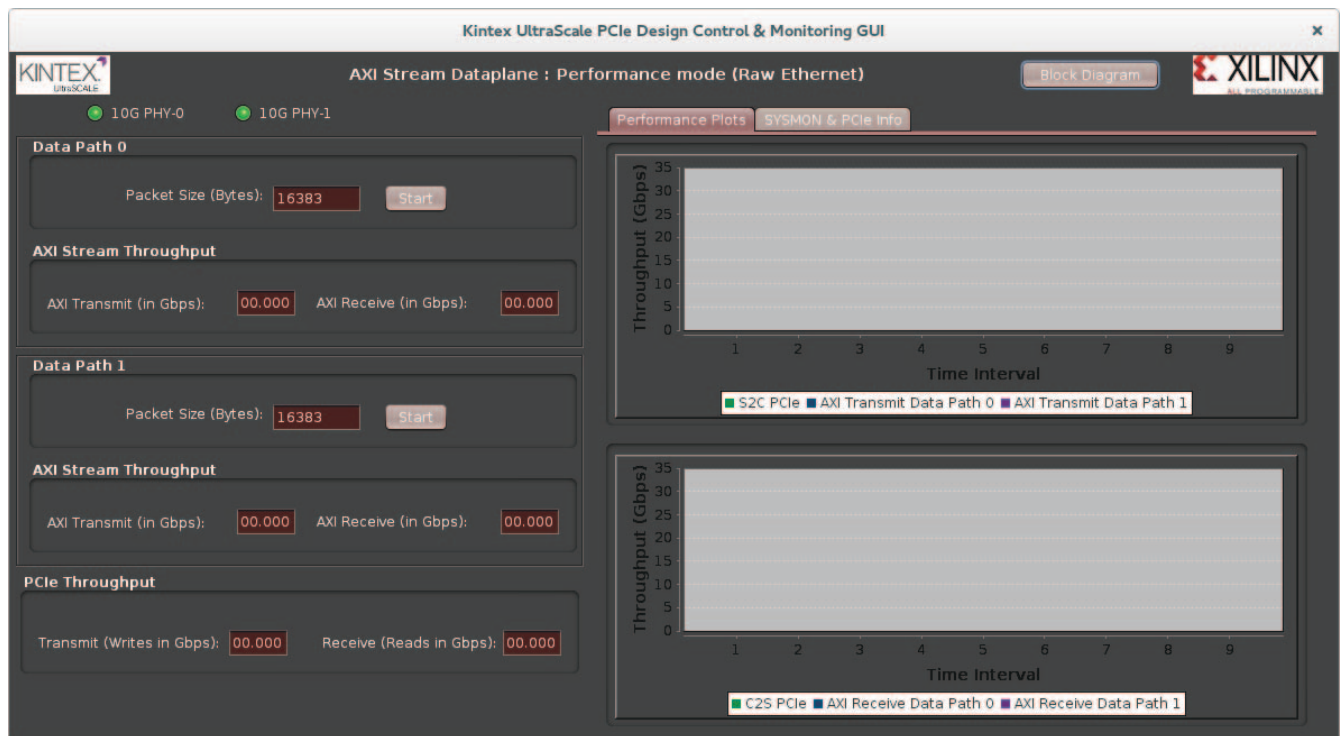 Kintex UltraScale PCIe Design Control & Monitoring GUI
x
KINTEX
UltraSCALE
AXI Stream Dataplane : Performance mode (Raw Ethernet)
Block Diagram
XILINX
ALL PROGRAMMABLE
10G PHY-0
10G PHY-1
Data Path 0
Packet Size (Bytes): 16383 Start
AXI Stream Throughput
AXI Transmit (in Gbps): 00.000 AXI Receive (in Gbps): 00.000
Data Path 1
Packet Size (Bytes): 16383 Start
AXI Stream Throughput
AXI Transmit (in Gbps): 00.000 AXI Receive (in Gbps): 00.000
PCIe Throughput
Transmit (Writes in Gbps): 00.000 Receive (Reads in Gbps): 00.000
Performance Plots SYSMON & PCIe Info
Throughput (Gbps)
35
30
25
20
15
10
5
0
1 2 3 4 5 6 7 8 9
Time Interval
S2C PCIe AXI Transmit Data Path 0 AXI Transmit Data Path 1
Throughput (Gbps)
35
30
25
20
15
10
5
0
1 2 3 4 5 6 7 8 9
Time Interval
C2S PCIe AXI Receive Data Path 0 AXI Receive Data Path 1